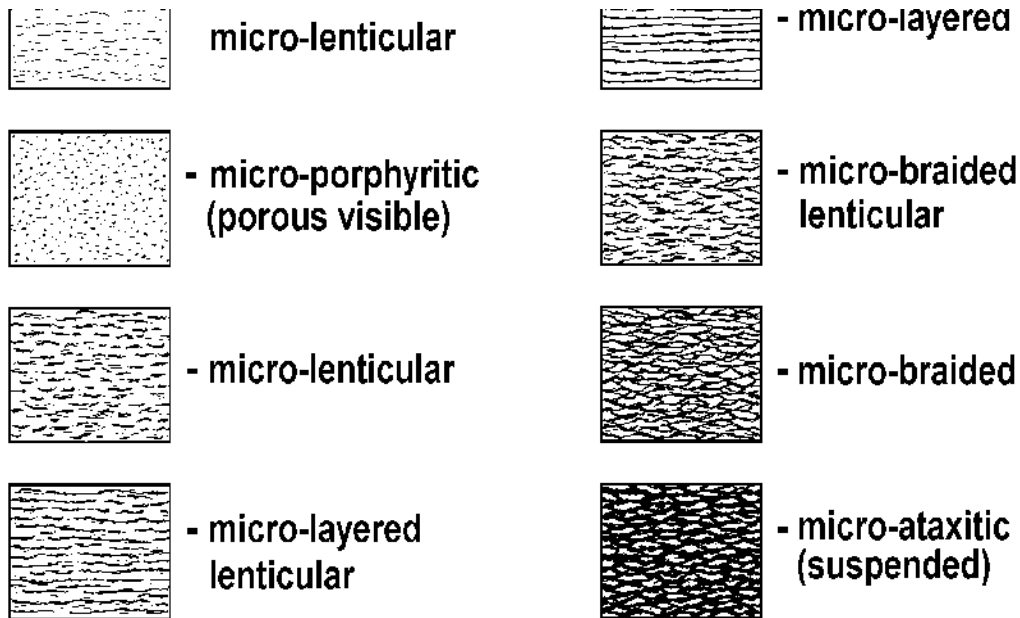 micro-lenticular
- micro-porphyritic
(porous visible)
- micro-lenticular
- micro-layered
lenticular
- micro-layered
- micro-braided
lenticular
- micro-braided
- micro-ataxitic
(suspended)